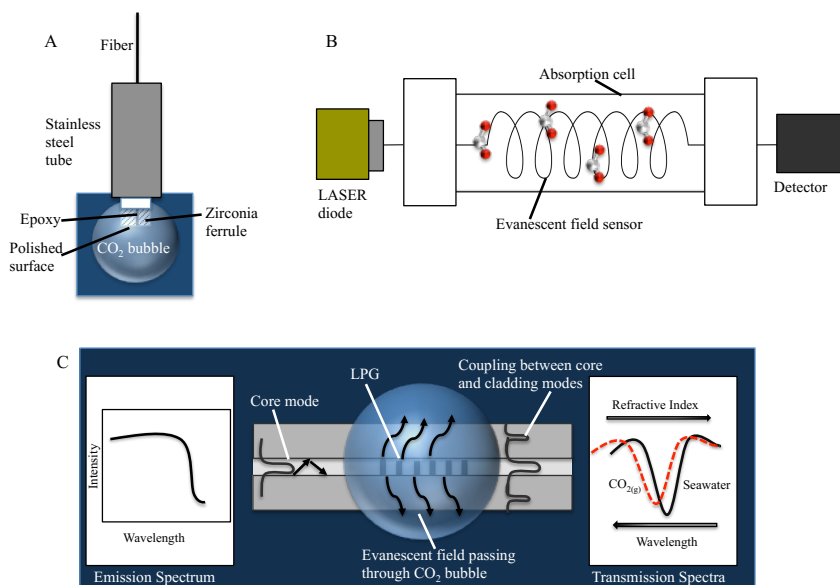 A
Fiber
Stainless
steel
tube
Epoxy
Polished
surface
Zirconia
ferrule
CO₂ bubble
B
Absorption cell
LASER
diode
Evanescent field sensor
Detector
C
Intensity
Wavelength
Emission Spectrum
Core mode
LPG
Coupling between core
and cladding modes
Evanescent field passing
through CO₂ bubble
Refractive Index
CO₂₍g₎
Seawater
Wavelength
Transmission Spectra